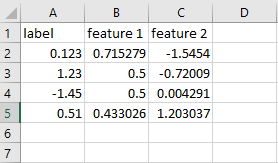 A B C D
1 label feature 1 feature 2
2 0.123 0.715279 -1.5454
3 1.23 0.5 -0.72009
4 -1.45 0.5 0.004291
5 0.51 0.433026 1.203037
6
7